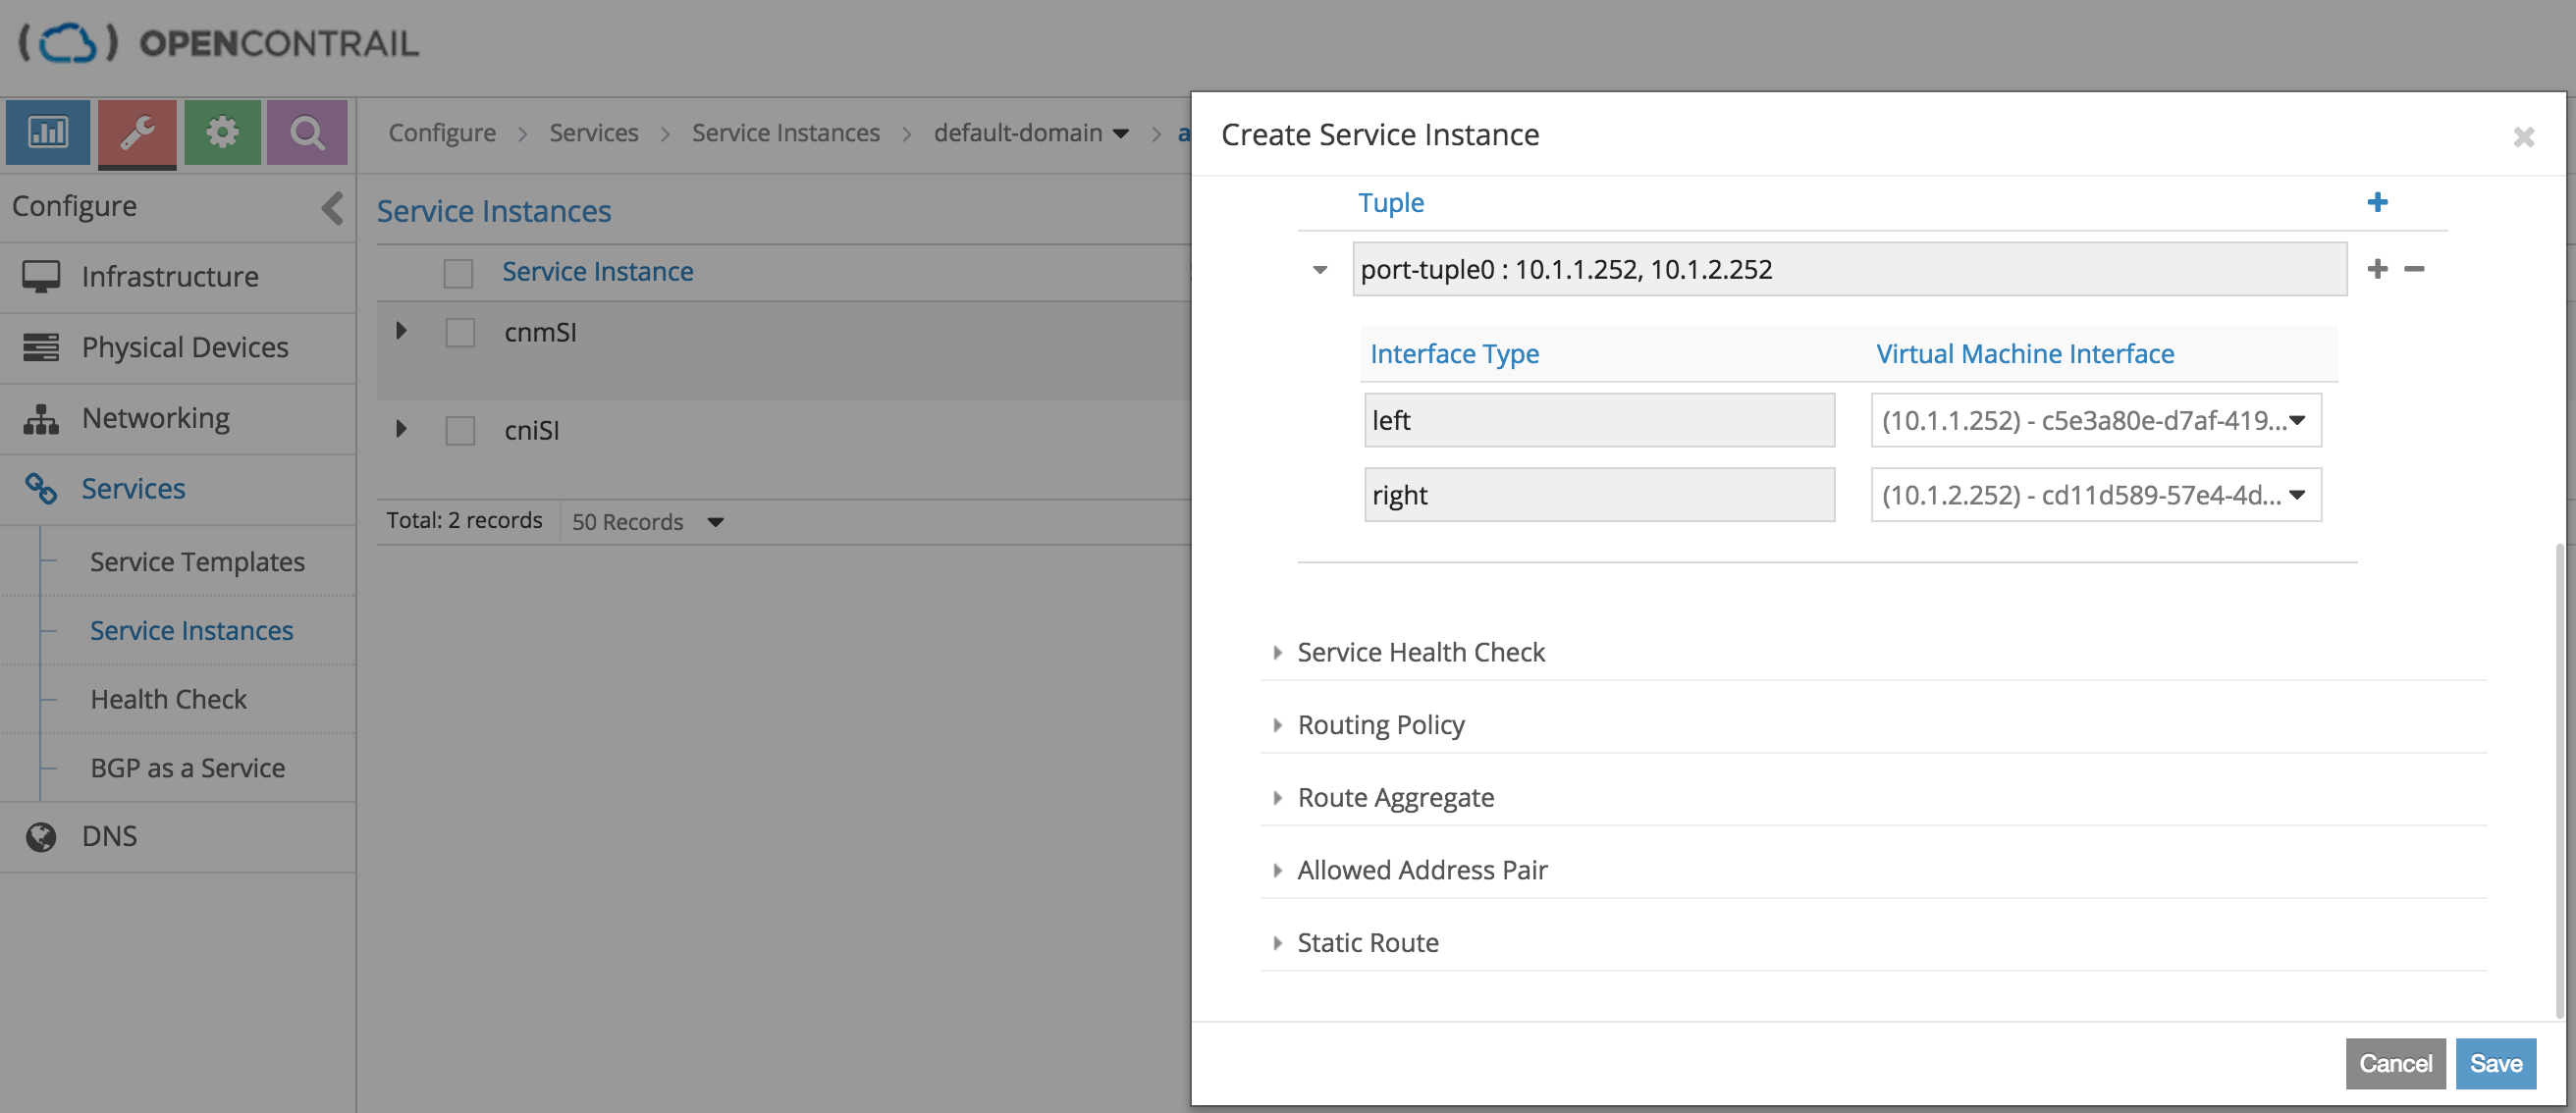 OPENCONTRAIL
Configure > Services > Service Instances > default-domain > a
Configure
Infrastructure
Physical Devices
Networking
Services
Service Templates
Service Instances
Health Check
BGP as a Service
DNS
Service Instances
Service Instance
cnmSI
cniSI
Total: 2 records 50 Records
Create Service Instance
Tuple
port-tuple0 : 10.1.1.252, 10.1.2.252
Interface Type Virtual Machine Interface
left (10.1.1.252) - c5e3a80e-d7af-419...
right (10.1.2.252) - cd11d589-57e4-4d...
Service Health Check
Routing Policy
Route Aggregate
Allowed Address Pair
Static Route
Cancel Save